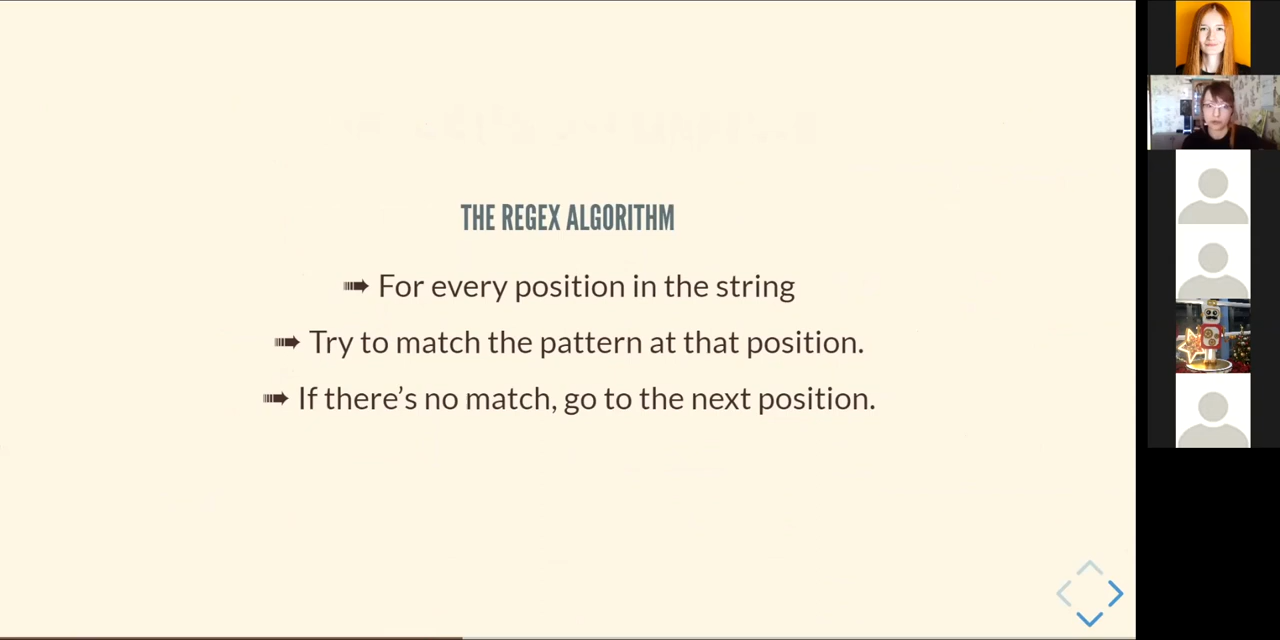 THE REGEX ALGORITHM
➠ For every position in the string
➠ Try to match the pattern at that position.
➠ If there’s no match, go to the next position.